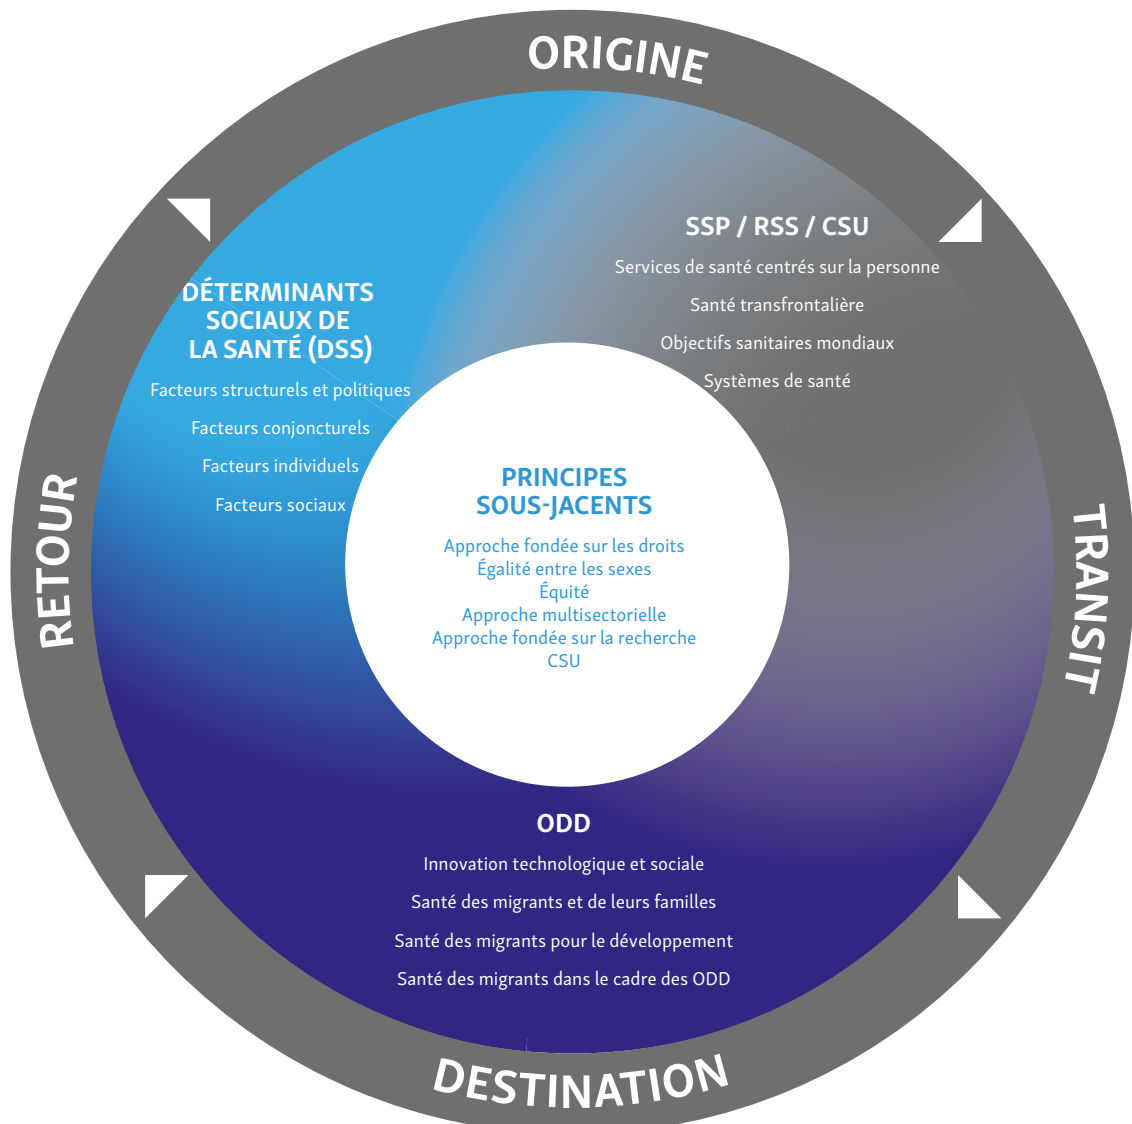 ORIGINE
SSP / RSS / CSU
Services de santé centrés sur la personne
Santé transfrontalière
Objectifs sanitaires mondiaux
Systèmes de santé
DÉTERMINANTS
SOCIAUX DE
LA SANTÉ (DSS)
Facteurs structurels et politiques
Facteurs conjoncturels
Facteurs individuels
Facteurs sociaux
PRINCIPES
SOUS-JACENTS
Approche fondée sur les droits
Égalité entre les sexes
Équité
Approche multisectorielle
Approche fondée sur la recherche
CSU
RETOUR
TRANSIT
ODD
Innovation technologique et sociale
Santé des migrants et de leurs familles
Santé des migrants pour le développement
Santé des migrants dans le cadre des ODD
DESTINATION